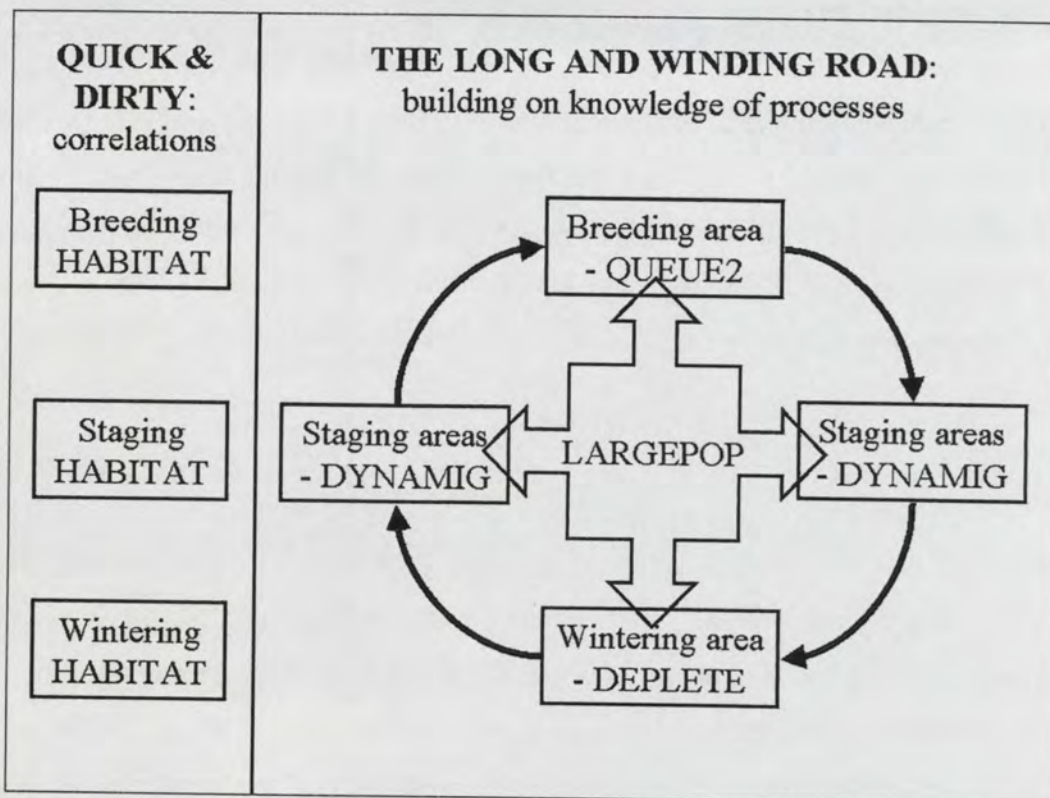 QUICK &
DIRTY:
correlations
Breeding
HABITAT
Staging
HABITAT
Wintering
HABITAT
THE LONG AND WINDING ROAD:
building on knowledge of processes
Breeding area
- QUEUE2
Staging areas
- DYNAMIG
LARGEPOP
Staging areas
- DYNAMIG
Wintering area
- DEPLETE